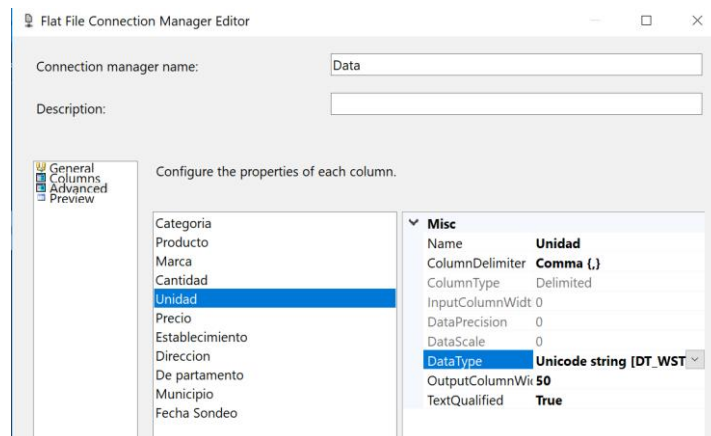 Flat File Connection Manager Editor
Connection manager name: Data
Description:
General
Columns
Advanced
Preview
Configure the properties of each column.
Categoria
Producto
Marca
Cantidad
Unidad
Precio
Establecimiento
Direccion
De partamento
Municipio
Fecha Sondeo
Misc
Name Unidad
ColumnDelimiter Comma {,}
ColumnType Delimited
InputColumnWidt 0
DataPrecision 0
DataScale 0
DataType Unicode string [DT_WST
OutputColumnWi 50
TextQualified True